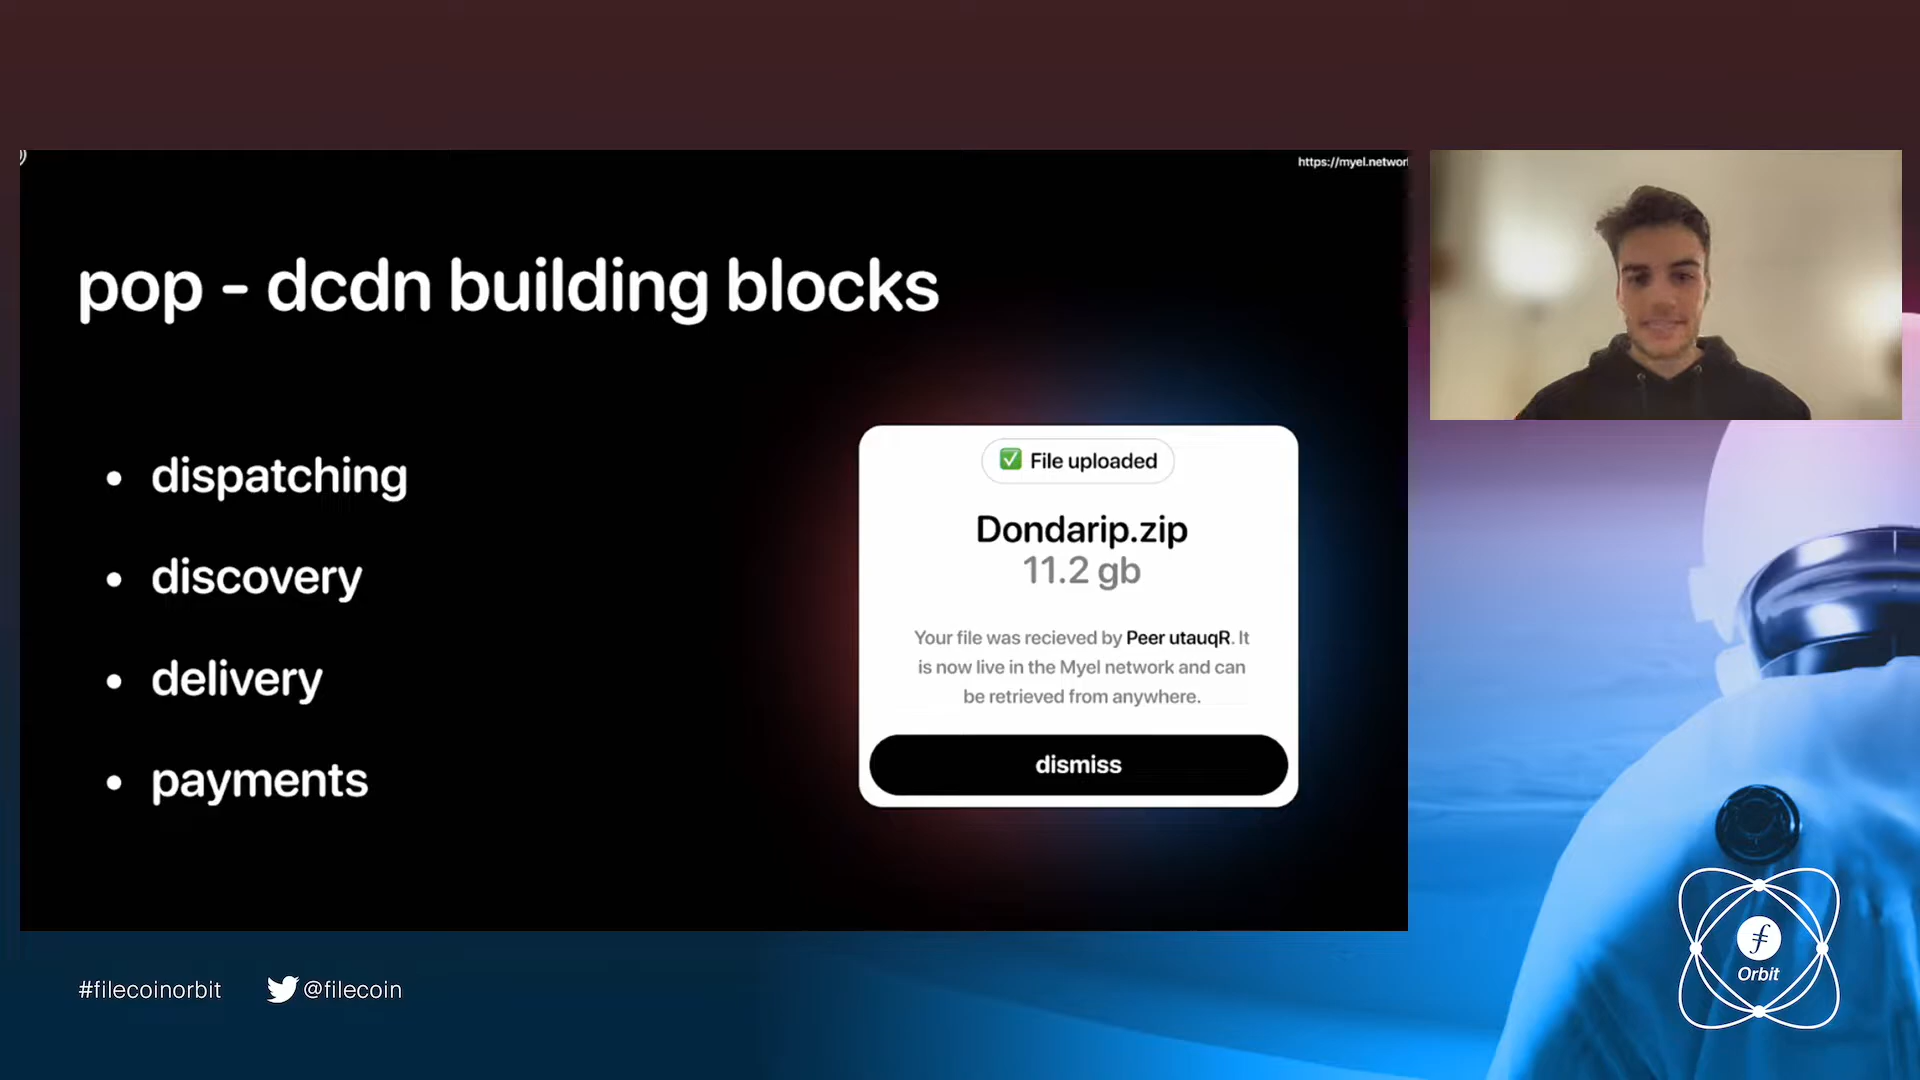 https://myel.networ
pop - dcdn building blocks
• dispatching
• discovery
• delivery
• payments
✅ File uploaded
Dondarip.zip
11.2 gb
Your file was recieved by Peer utauqR. It
is now live in the Myel network and can
be retrieved from anywhere.
dismiss
#filecoinorbit @filecoin
Orbit